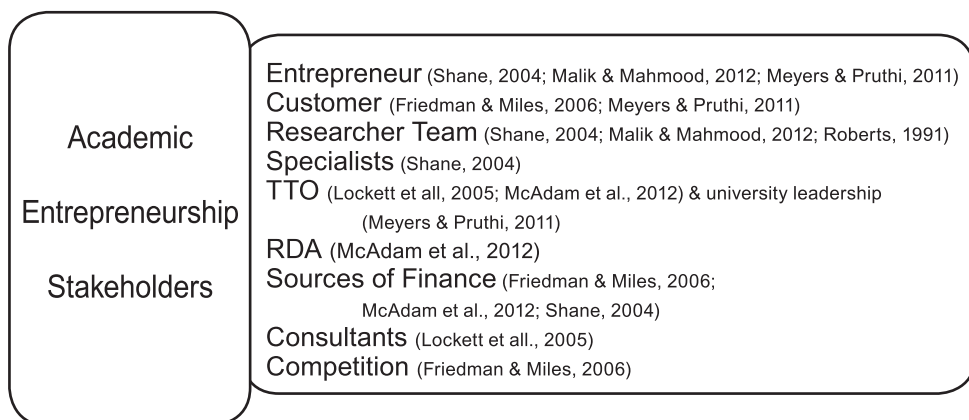 Academic
Entrepreneurship
Stakeholders
Entrepreneur (Shane, 2004; Malik & Mahmood, 2012; Meyers & Pruthi, 2011)
Customer (Friedman & Miles, 2006; Meyers & Pruthi, 2011)
Researcher Team (Shane, 2004; Malik & Mahmood, 2012; Roberts, 1991)
Specialists (Shane, 2004)
TTO (Lockett et all, 2005; McAdam et al., 2012) & university leadership
(Meyers & Pruthi, 2011)
RDA (McAdam et al., 2012)
Sources of Finance (Friedman & Miles, 2006;
McAdam et al., 2012; Shane, 2004)
Consultants (Lockett et all., 2005)
Competition (Friedman & Miles, 2006)